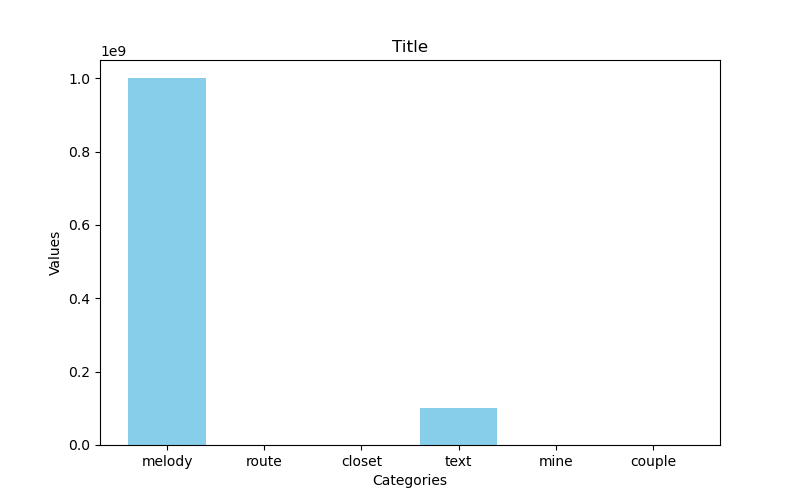 Title
1e9
1.0
0.8
0.6
0.4
0.2
0.0
Values
melody route closet text mine couple
Categories